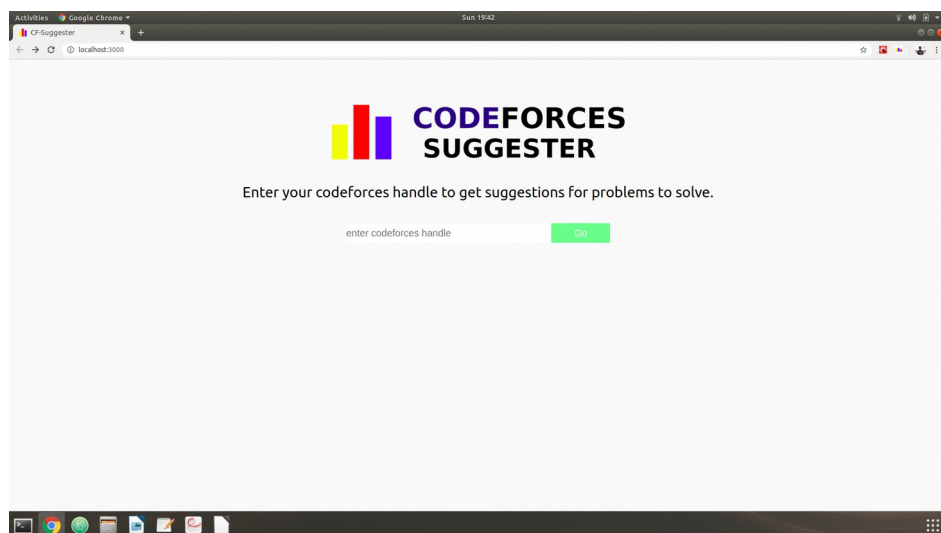 Activities Google Chrome Sun 19:42
CF-Suggester
localhost:3000
CODEFORCES
SUGGESTER
Enter your codeforces handle to get suggestions for problems to solve.
enter codeforces handle Go